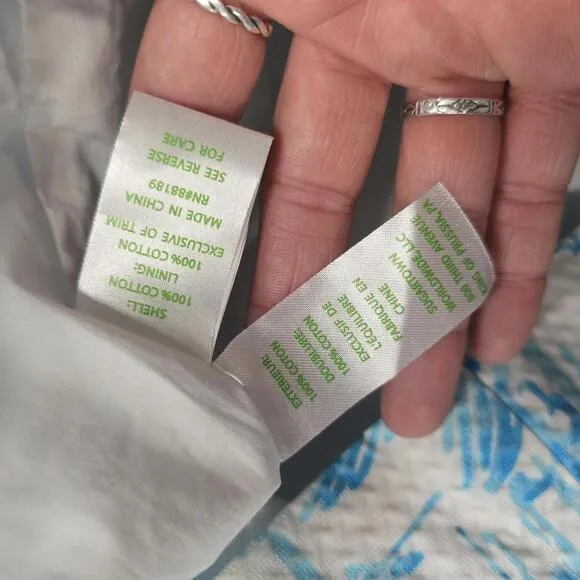 SHELL:
100% COTTON
LINING:
100% COTTON
EXCLUSIVE OF TRIM
MADE IN CHINA
RN#88189
SEE REVERSE
FOR CARE
EXTERIEUR:
100% COTTON
DOUBLURE:
100% COTTON
EXCLUSIF DE
L'EQUILIBRE
FABRIQUE EN
CHINE
SUGARTOWN
WORLDWIDE, LLC
800 THIRD AVENUE
KING OF PRUSSIA, PA